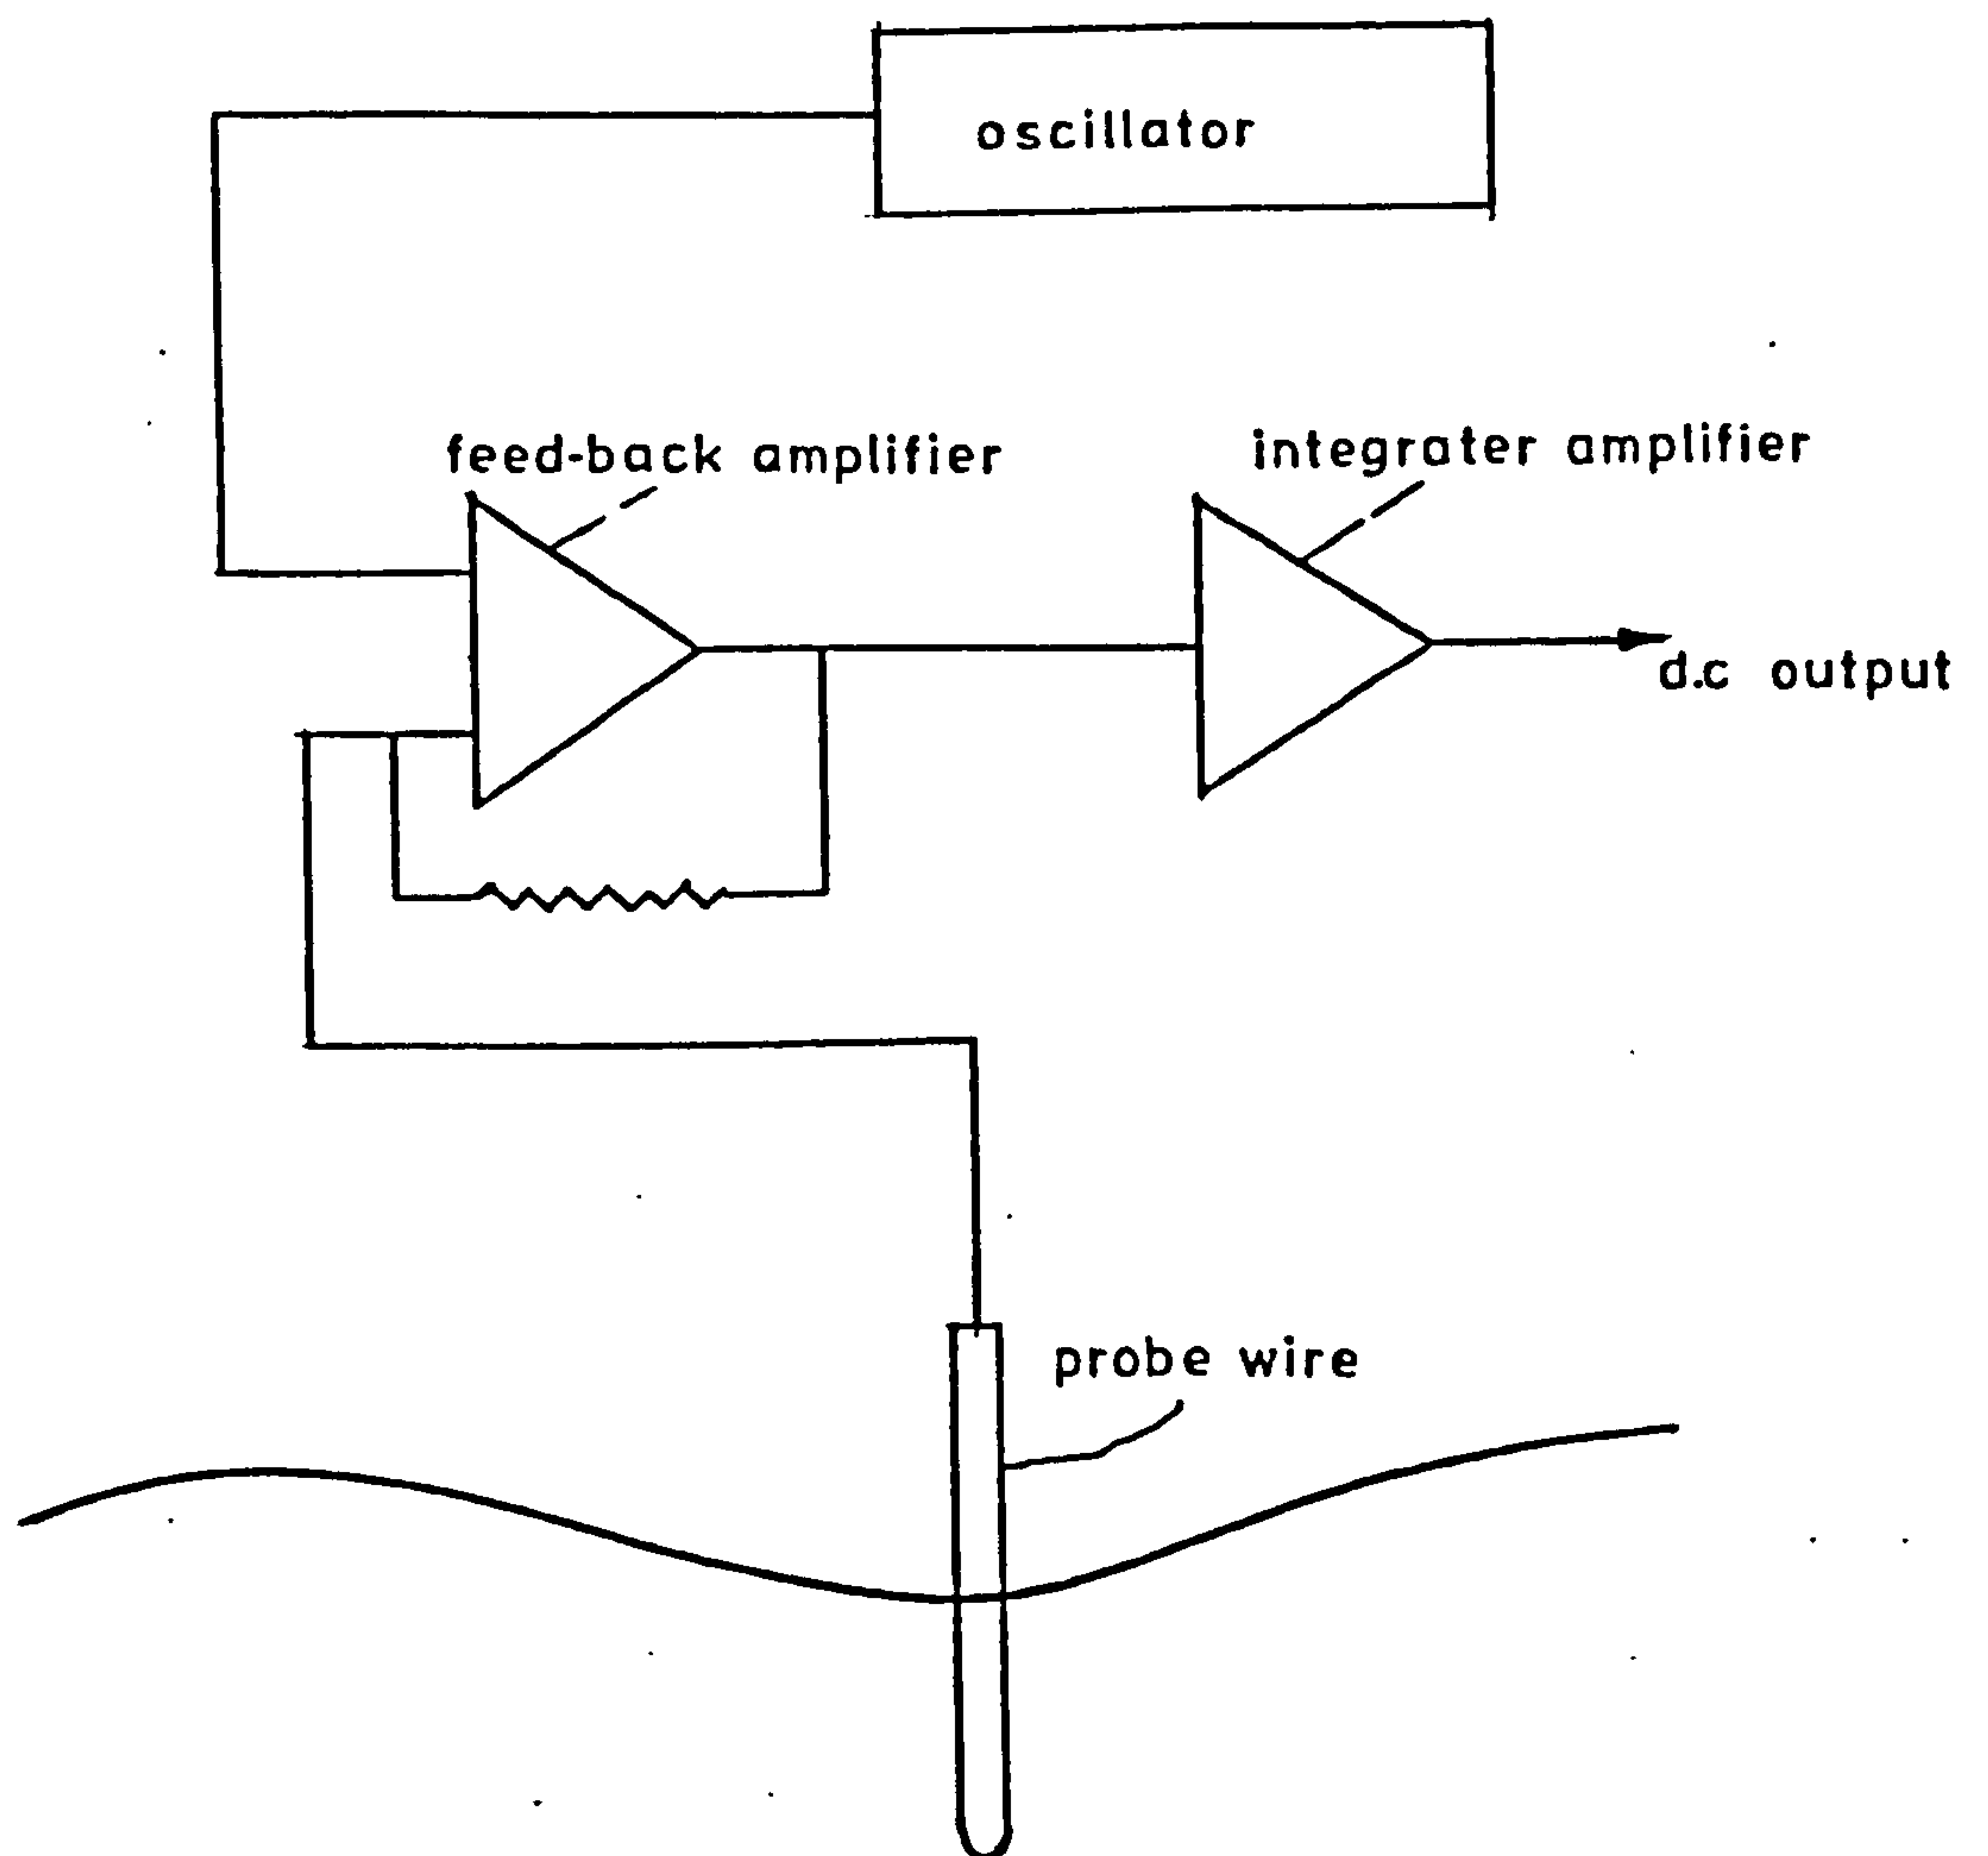 oscillator
feed-back amplifier
integrater amplifier
d.c output
probe wire